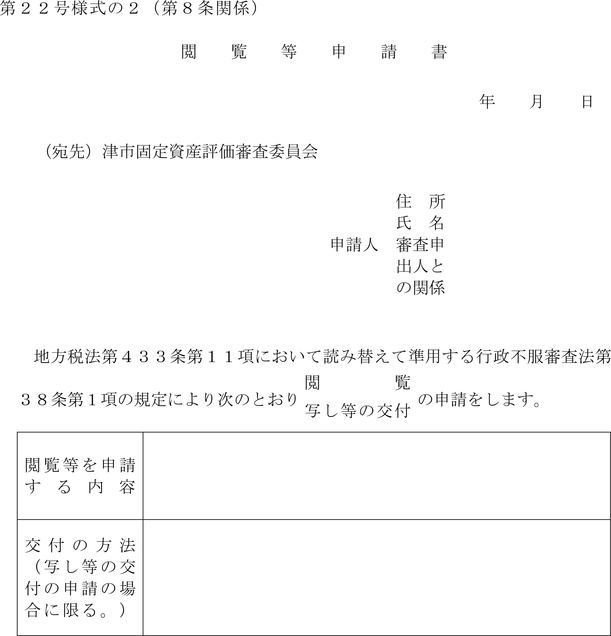 第２２号様式の２（第８条関係）
閲覧等申請書
年　月　日
（宛先）津市固定資産評価審査委員会
住所
氏名
申請人　審査申
出人と
の関係
地方税法第４３３条第１１項において読み替えて準用する行政不服審査法第
閲覧
３８条第１項の規定により次のとおり　の申請をします。
写し等の交付
閲覧等を申請
する内容
交付の方法
（写し等の交
付の申請の場
合に限る。）